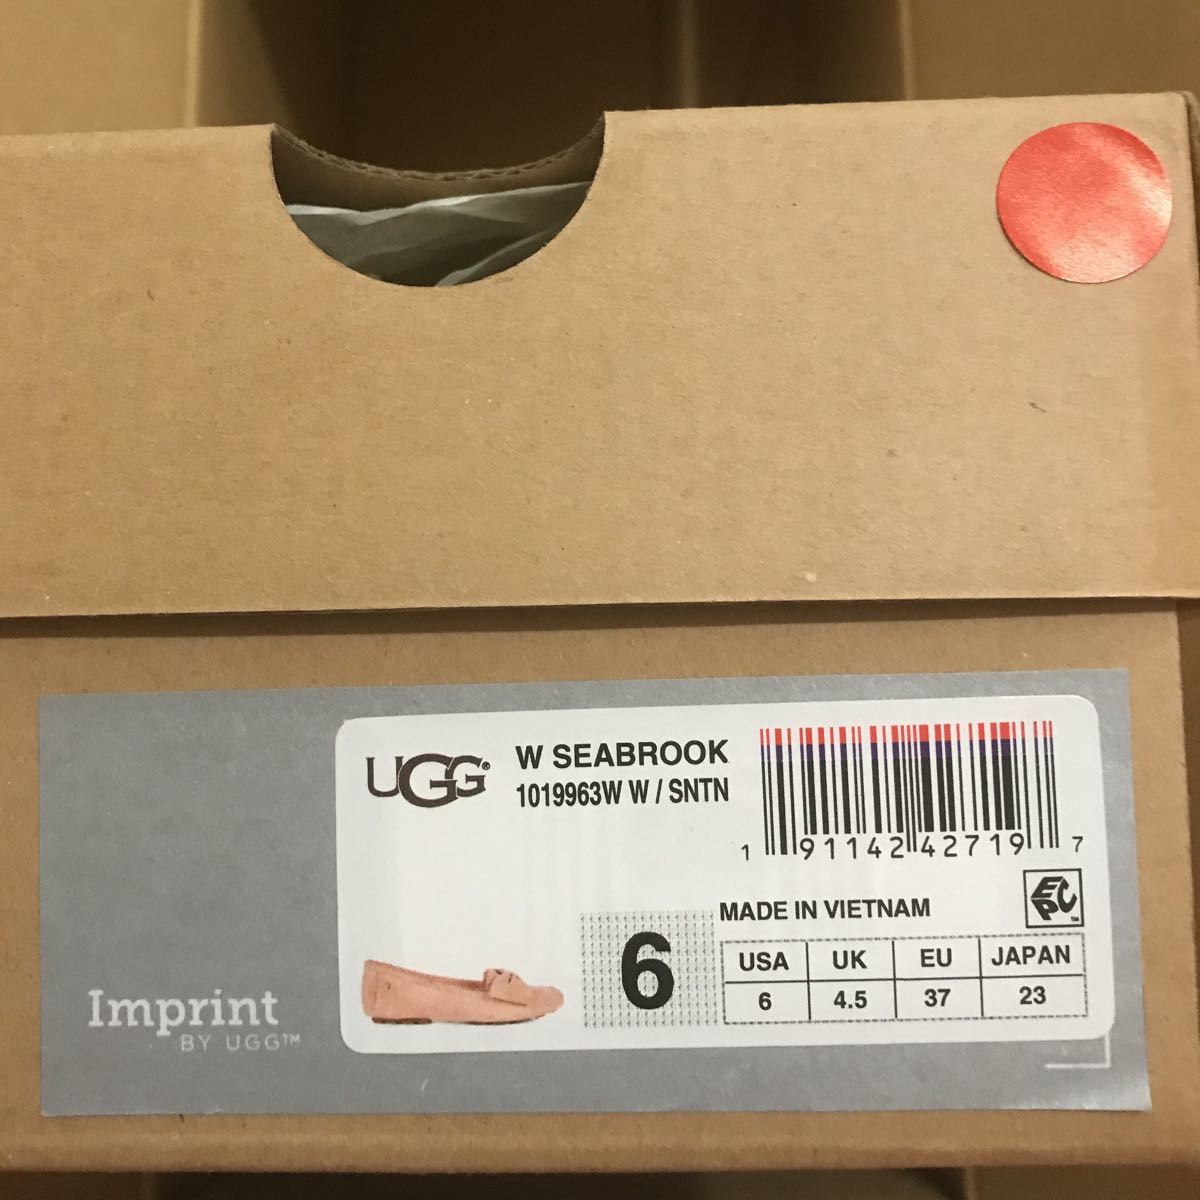 UGG®
W SEABROOK
1019963W W / SNTN
1 91142 42719 7
MADE IN VIETNAM
EPC™
6
USA UK EU JAPAN
6 4.5 37 23
Imprint
BY UGG™